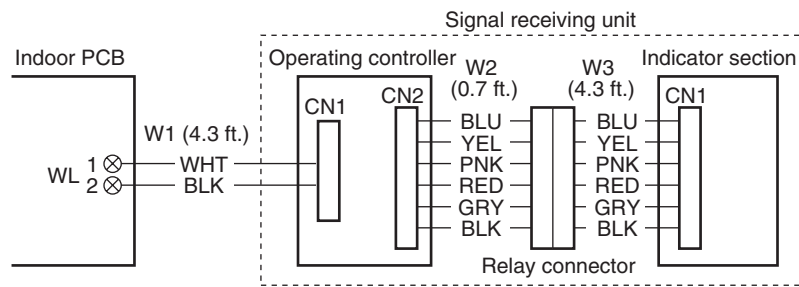 Signal receiving unit
Indoor PCB
Operating controller
Indicator section
W1 (4.3 ft.)
CN1
CN2
W2
(0.7 ft.)
W3
(4.3 ft.)
CN1
WL
1
2
WHT
BLK
BLU
YEL
PNK
RED
GRY
BLK
BLU
YEL
PNK
RED
GRY
BLK
Relay connector